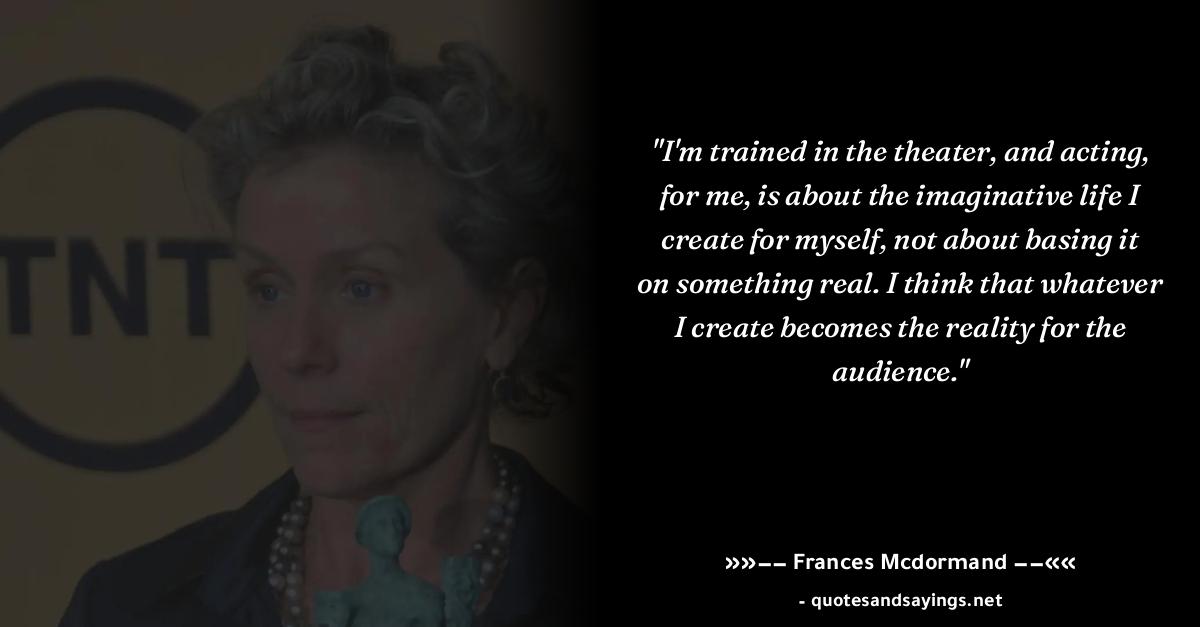 TNT
"I'm trained in the theater, and acting,
for me, is about the imaginative life I
create for myself, not about basing it
on something real. I think that whatever
I create becomes the reality for the
audience."
»»−− Frances Mcdormand −−««
- quotesandsayings.net